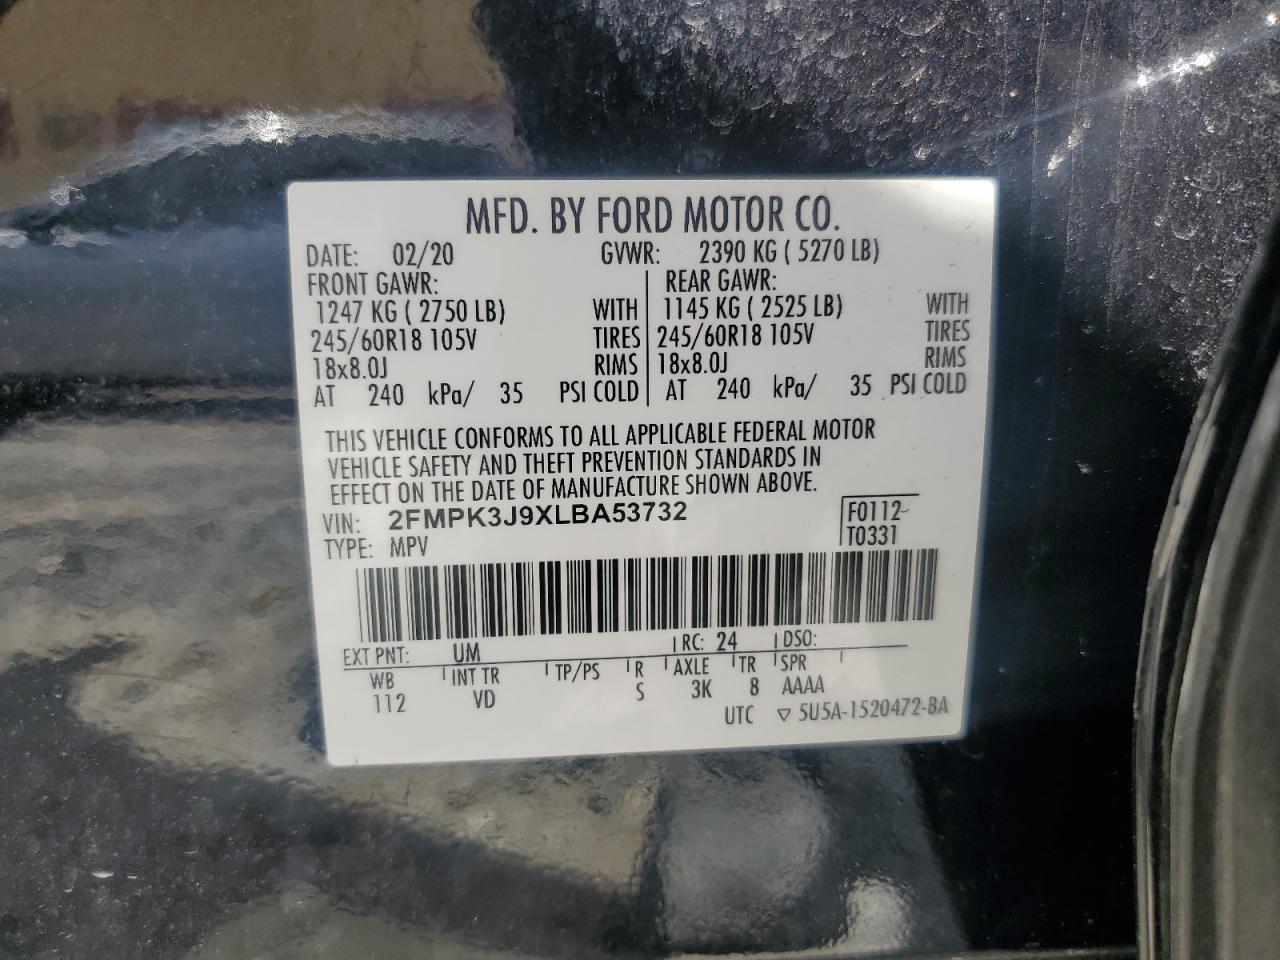 MFD. BY FORD MOTOR CO.
DATE: 02/20 GVWR: 2390 KG ( 5270 LB)
FRONT GAWR: REAR GAWR:
1247 KG ( 2750 LB) WITH 1145 KG ( 2525 LB) WITH
245/60R18 105V TIRES 245/60R18 105V TIRES
18x8.0J RIMS 18x8.0J RIMS
AT 240 kPa/ 35 PSI COLD AT 240 kPa/ 35 PSI COLD
THIS VEHICLE CONFORMS TO ALL APPLICABLE FEDERAL MOTOR
VEHICLE SAFETY AND THEFT PREVENTION STANDARDS IN
EFFECT ON THE DATE OF MANUFACTURE SHOWN ABOVE.
VIN: 2FMPK3J9XLBA53732 F0112
TYPE: MPV T0331
EXT PNT: UM RC: 24 DSO:
WB INT TR TP/PS R AXLE TR SPR
112 VD S 3K 8 AAAA
UTC ▽ 5U5A-1520472-BA